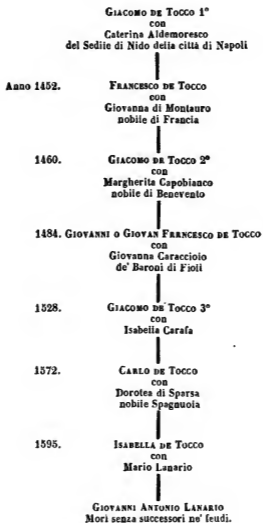 GIACOMO DE TOCCO 1°
con
Caterina Aldemoresco
del Sedile di Nido della città di Napoli
Anno 1452. FRANCESCO DE TOCCO
con
Giovanna di Montauro
nobile di Francia
1460. GIACOMO DE TOCCO 2°
con
Margherita Capobianco
nobile di Benevento
1484. GIOVANNI O GIOVAN FRANCESCO DE TOCCO
con
Giovanna Caracciolo
de' Baroni di Fioli
1528. GIACOMO DE TOCCO 3°
con
Isabella Carafa
1572. CARLO DE TOCCO
con
Dorotea di Sparsa
nobile Spagnuola
1595. ISABELLA DE TOCCO
con
Mario Lanario
GIOVANNI ANTONIO LANARIO
Morì senza successori ne' feudi.